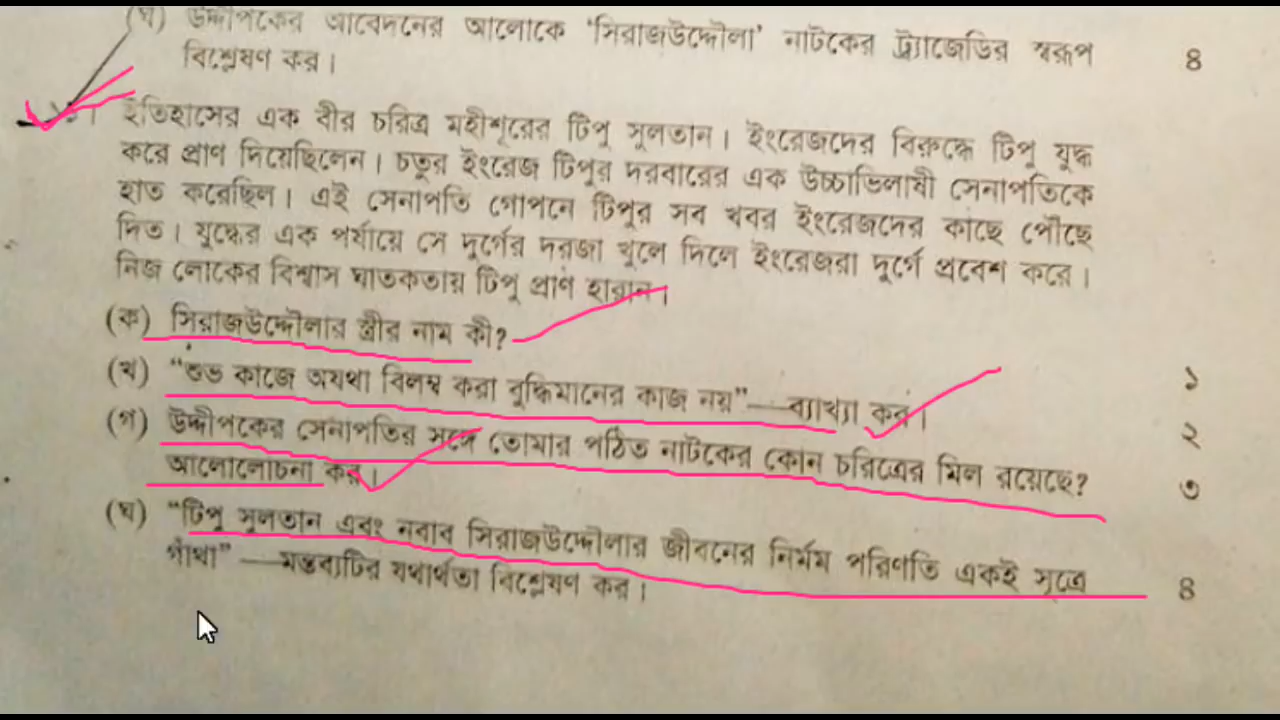 (ঘ) উদ্দীপকের আবেদনের আলোকে ‘সিরাজউদ্দৌলা’ নাটকের ট্র্যাজেডির স্বরূপ ৪
বিশ্লেষণ কর।
ইতিহাসের এক বীর চরিত্র মহীশূরের টিপু সুলতান। ইংরেজদের বিরুদ্ধে টিপু যুদ্ধ
করে প্রাণ দিয়েছিলেন। চতুর ইংরেজ টিপুর দরবারের এক উচ্চাভিলাষী সেনাপতিকে
হাত করেছিল। এই সেনাপতি গোপনে টিপুর সব খবর ইংরেজদের কাছে পৌছে
দিত। যুদ্ধের এক পর্যায়ে সে দুর্গের দরজা খুলে দিলে ইংরেজরা দুর্গে প্রবেশ করে।
নিজ লোকের বিশ্বাস ঘাতকতায় টিপু প্রাণ হারান।
(ক) সিরাজউদ্দৌলার স্ত্রীর নাম কী? ১
(খ) “শুভ কাজে অযথা বিলম্ব করা বুদ্ধিমানের কাজ নয়”—ব্যাখ্যা কর। ২
(গ) উদ্দীপকের সেনাপতির সঙ্গে তোমার পঠিত নাটকের কোন চরিত্রের মিল রয়েছে? ৩
আলোলোচনা কর।
(ঘ) “টিপু সুলতান এবং নবাব সিরাজউদ্দৌলার জীবনের নির্মম পরিণতি একই সূত্রে ৪
গাঁথা”—মন্তব্যটির যথার্থতা বিশ্লেষণ কর।